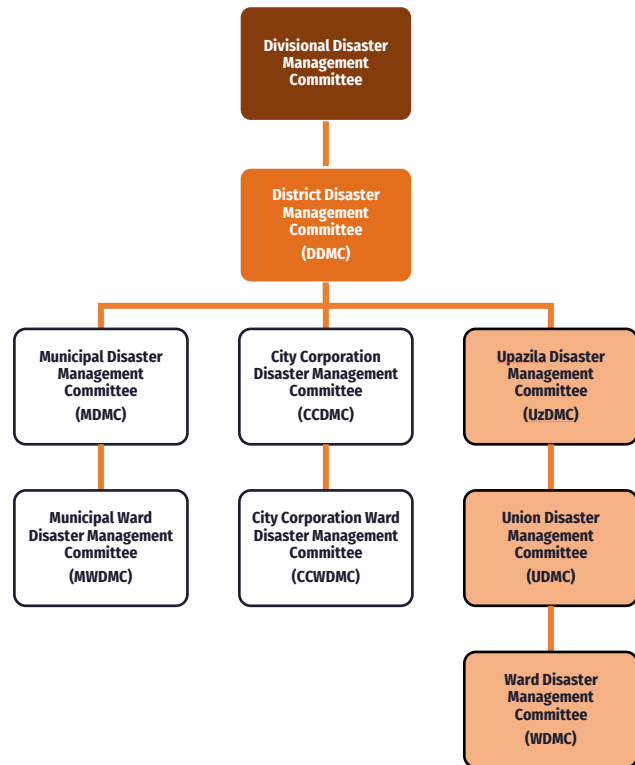 Divisional Disaster
Management
Committee
District Disaster
Management
Committee
(DDMC)
Municipal Disaster
Management
Committee
(MDMC)
City Corporation
Disaster Management
Committee
(CCDMC)
Upazila Disaster
Management
Committee
(UzDMC)
Municipal Ward
Disaster Management
Committee
(MWDMC)
City Corporation Ward
Disaster Management
Committee
(CCWDMC)
Union Disaster
Management
Committee
(UDMC)
Ward Disaster
Management
Committee
(WDMC)